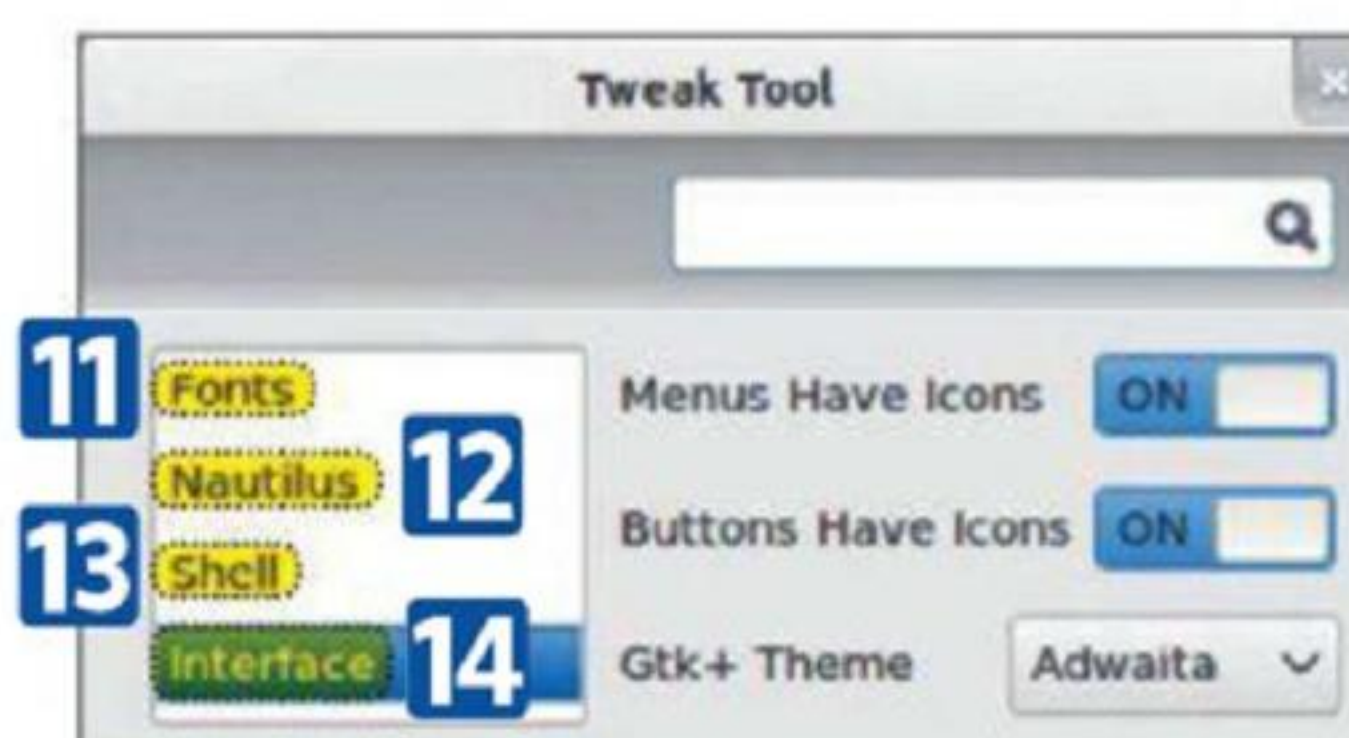 Tweak Tool
11 Fonts
Menus Have Icons ON
Nautilus 12
13 Shell
Buttons Have Icons ON
Interface 14
Gtk+ Theme Adwaita